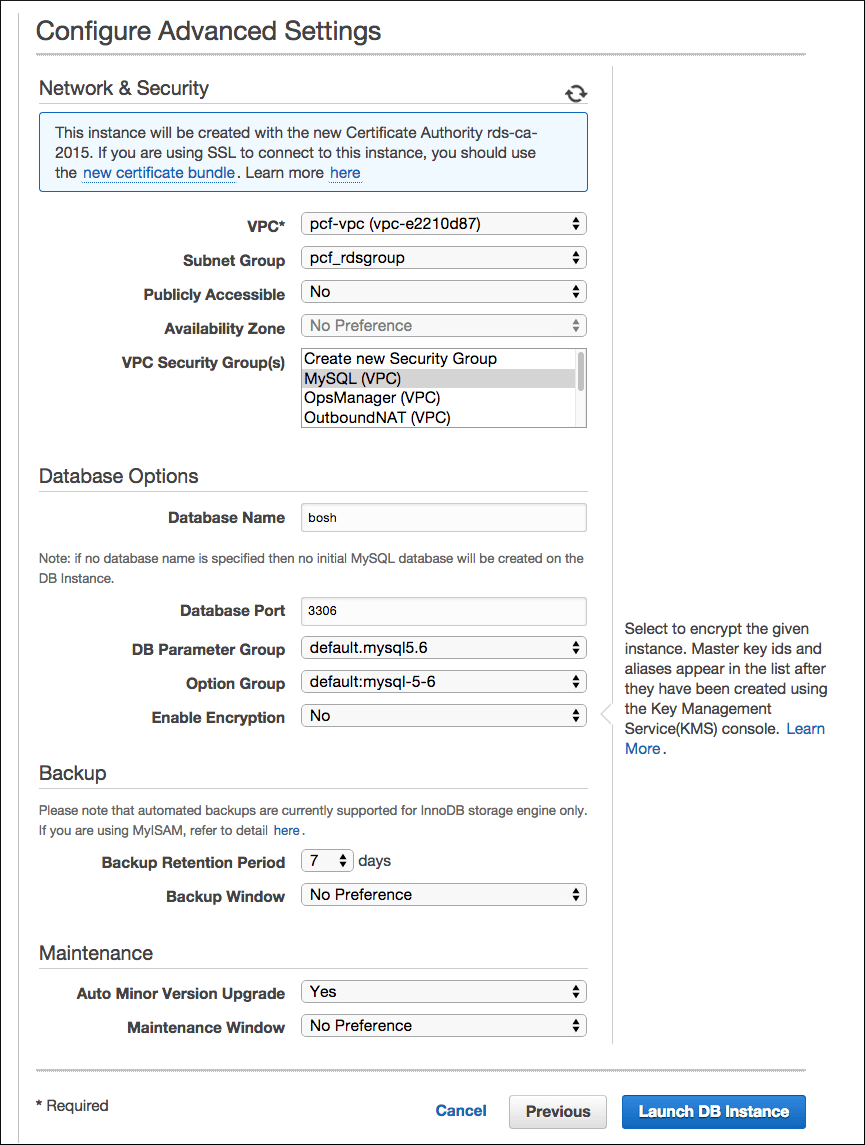 Configure Advanced Settings
Network & Security
This instance will be created with the new Certificate Authority rds-ca-
2015. If you are using SSL to connect to this instance, you should use
the new certificate bundle. Learn more here
VPC* pcf-vpc (vpc-e2210d87)
Subnet Group pcf_rdsgroup
Publicly Accessible No
Availability Zone No Preference
VPC Security Group(s) Create new Security Group
MySQL (VPC)
OpsManager (VPC)
OutboundNAT (VPC)
Database Options
Database Name bosh
Note: if no database name is specified then no initial MySQL database will be created on the
DB Instance.
Database Port 3306
DB Parameter Group default.mysql5.6
Option Group default:mysql-5-6
Enable Encryption No
Select to encrypt the given
instance. Master key ids and
aliases appear in the list after
they have been created using
the Key Management
Service(KMS) console. Learn
More.
Backup
Please note that automated backups are currently supported for InnoDB storage engine only.
If you are using MyISAM, refer to detail here.
Backup Retention Period 7 days
Backup Window No Preference
Maintenance
Auto Minor Version Upgrade Yes
Maintenance Window No Preference
* Required Cancel Previous Launch DB Instance